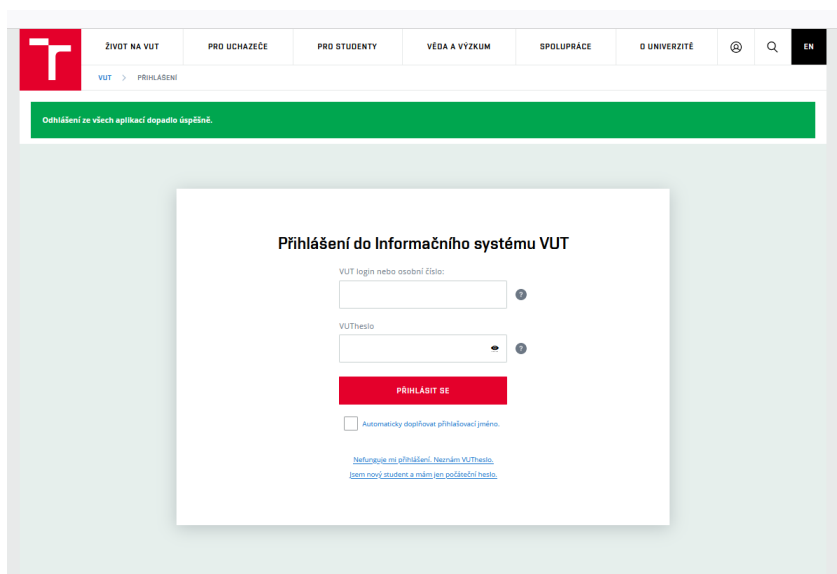 ŽIVOT NA VUT PRO UCHAZEČE PRO STUDENTY VĚDA A VÝZKUM SPOLUPRÁCE O UNIVERZITĚ EN
VUT > PŘIHLÁŠENÍ
Odhlášení ze všech aplikací dopadlo úspěšně.
Přihlášení do Informačního systému VUT
VUT login nebo osobní číslo:
?
VUTheslo
?
PŘIHLÁSIT SE
Automaticky doplňovat přihlašovací jméno.
Nefunguje mi přihlášení. Neznám VUTheslo.
Jsem nový student a mám jen počáteční heslo.